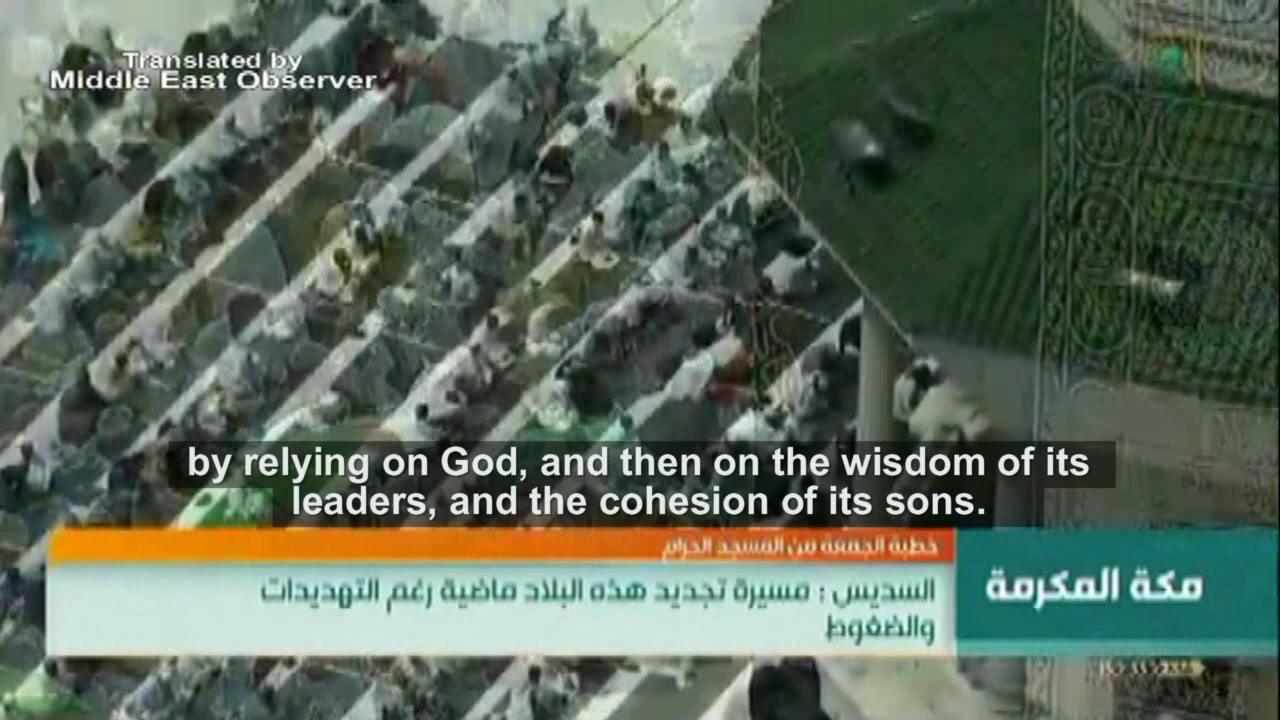 Translated by
Middle East Observer
by relying on God, and then on the wisdom of its
leaders, and the cohesion of its sons.
خطبة الجمعة من المسجد الحرام
السديس : مسيرة تجديد هذه البلاد ماضية رغم التهديدات
والضغوط
مكة المكرمة